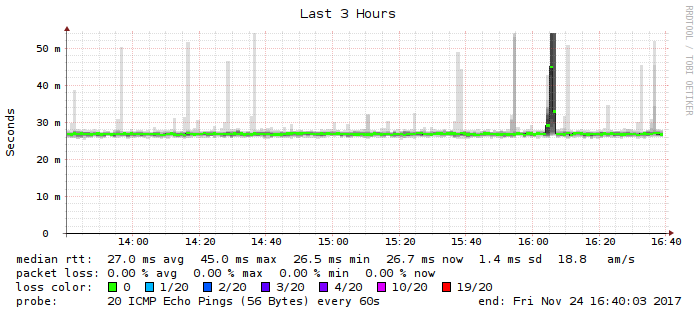 Last 3 Hours
RRDTOOL / TOBI OETIKER
Seconds
50 m
40 m
30 m
20 m
10 m
0
14:00 14:20 14:40 15:00 15:20 15:40 16:00 16:20 16:40
median rtt: 27.0 ms avg 45.0 ms max 26.5 ms min 26.7 ms now 1.4 ms sd 18.8 am/s
packet loss: 0.00 % avg 0.00 % max 0.00 % min 0.00 % now
loss color: 0 1/20 2/20 3/20 4/20 10/20 19/20
probe: 20 ICMP Echo Pings (56 Bytes) every 60s end: Fri Nov 24 16:40:03 2017